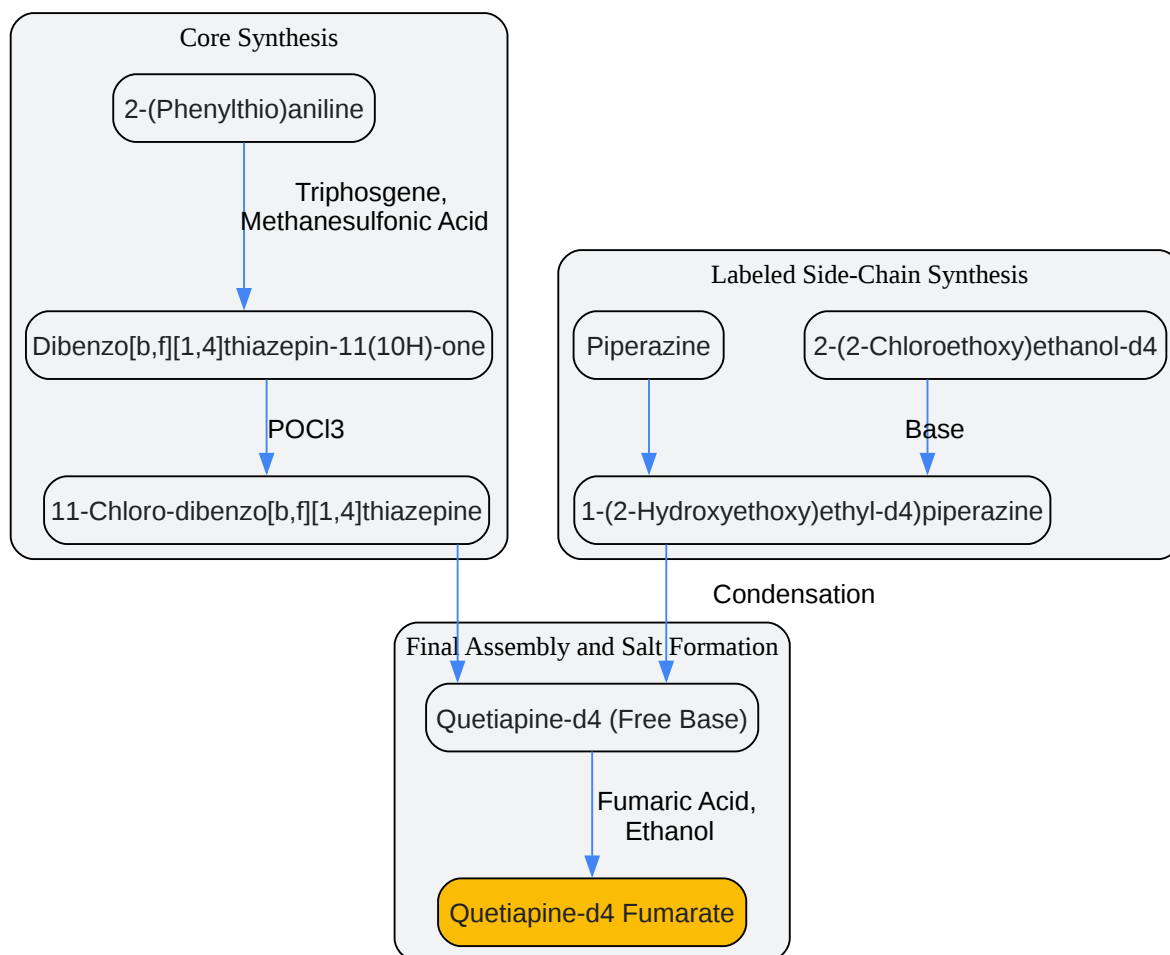 Core Synthesis
2-(Phenylthio)aniline
Triphosgene,
Methanesulfonic Acid
Dibenzo[b,f][1,4]thiazepin-11(10H)-one
POCl3
11-Chloro-dibenzo[b,f][1,4]thiazepine
Labeled Side-Chain Synthesis
Piperazine
2-(2-Chloroethoxy)ethanol-d4
Base
1-(2-Hydroxyethoxy)ethyl-d4)piperazine
Condensation
Final Assembly and Salt Formation
Quetiapine-d4 (Free Base)
Fumaric Acid,
Ethanol
Quetiapine-d4 Fumarate